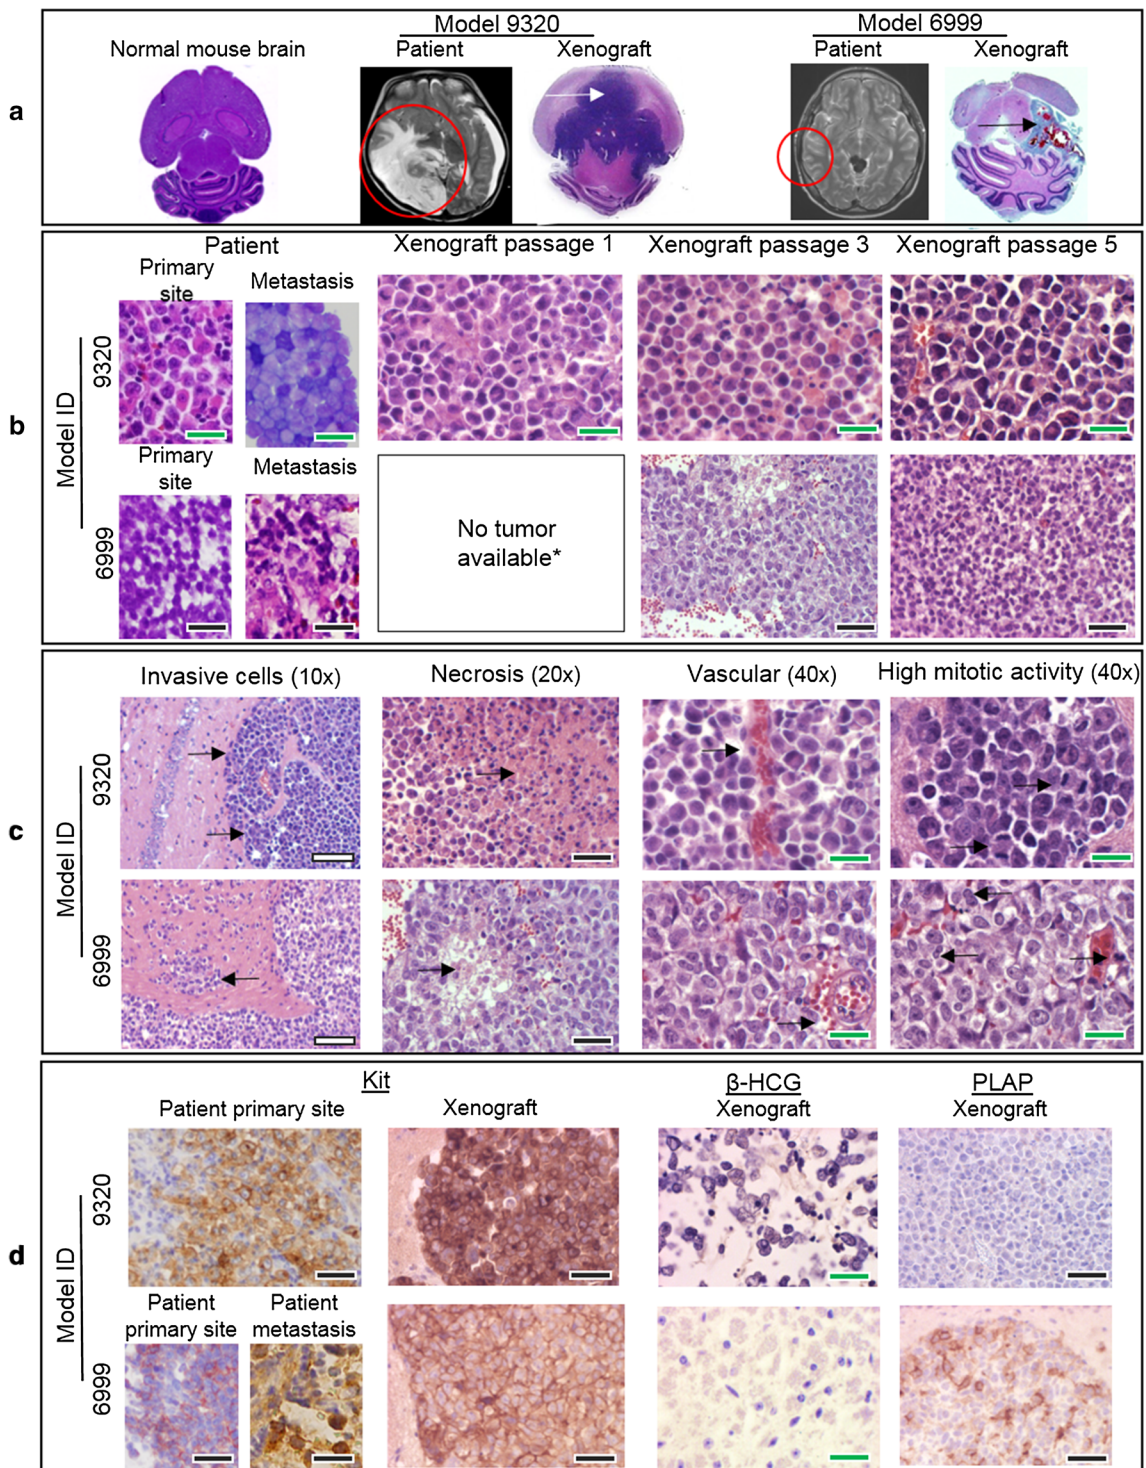 a
Model 9320
Model 6999
Normal mouse brain
Patient
Xenograft
Patient
Xenograft
b
Patient
Xenograft passage 1
Xenograft passage 3
Xenograft passage 5
Primary
site
Metastasis
Model ID
9320
Primary
site
Metastasis
6999
No tumor
available*
c
Invasive cells (10x)
Necrosis (20x)
Vascular (40x)
High mitotic activity (40x)
Model ID
9320
6999
d
Kit
β-HCG
PLAP
Patient primary site
Xenograft
Xenograft
Xenograft
Model ID
9320
Patient
primary site
Patient
metastasis
6999